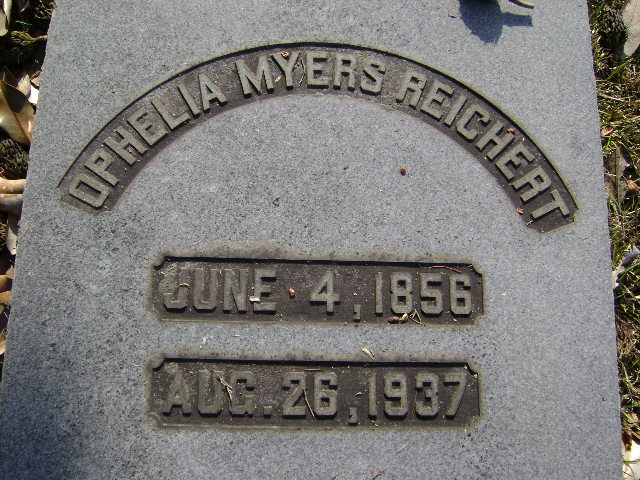 OPHELIA MYERS REICHERT
JUNE 4, 1856
AUG. 26, 1937